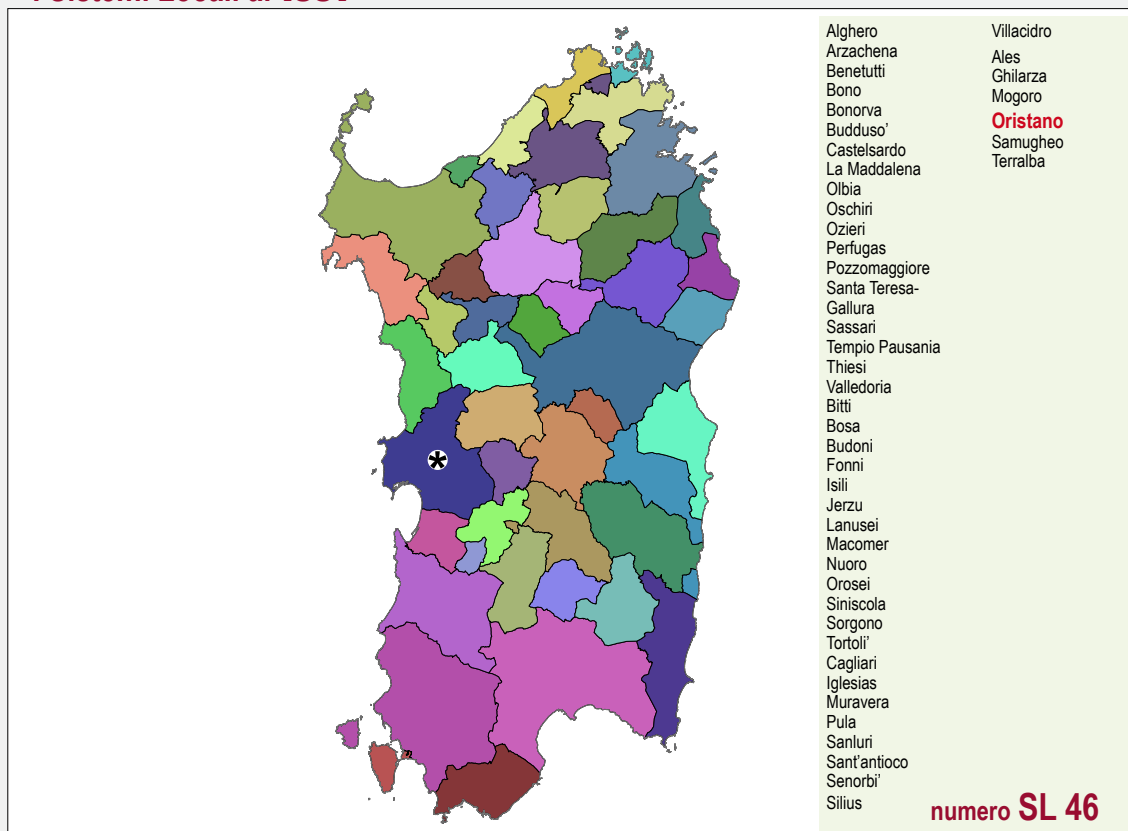 Alghero
Arzachena
Benetutti
Bono
Bonorva
Budduso’
Castelsardo
La Maddalena
Olbia
Oschiri
Ozieri
Perfugas
Pozzomaggiore
Santa Teresa-
Gallura
Sassari
Tempio Pausania
Thiesi
Valledoria
Bitti
Bosa
Budoni
Fonni
Isili
Jerzu
Lanusei
Macomer
Nuoro
Orosei
Siniscola
Sorgono
Tortoli’
Cagliari
Iglesias
Muravera
Pula
Sanluri
Sant’antioco
Senorbi’
Silius
Villacidro
Ales
Ghilarza
Mogoro
Oristano
Samugheo
Terralba
*
numero SL 46